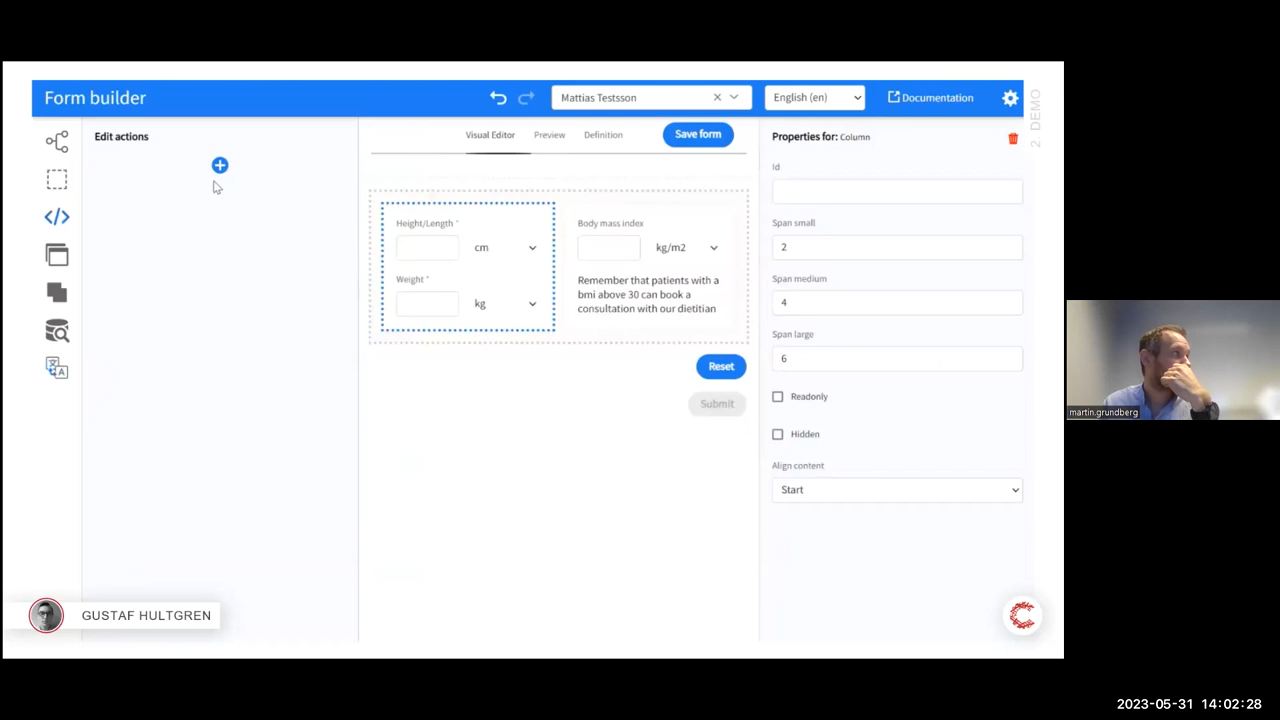 Form builder
Mattias Testsson
English (en)
Documentation
2. DEMO
Edit actions
Visual Editor
Preview
Definition
Save form
Properties for: Column
Id
Height/Length *
cm
Weight *
kg
Body mass index
kg/m2
Remember that patients with a
bmi above 30 can book a
consultation with our dietitian
Reset
Submit
Span small
2
Span medium
4
Span large
6
Readonly
Hidden
Align content
Start
GUSTAF HULTGREN
martin.grundberg
2023-05-31 14:02:28